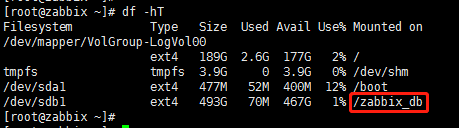 [root@zabbix ~]# df -hT
Filesystem Type Size Used Avail Use% Mounted on
/dev/mapper/VolGroup-LogVol00
ext4 189G 2.6G 177G 2% /
tmpfs tmpfs 3.9G 0 3.9G 0% /dev/shm
/dev/sda1 ext4 477M 52M 400M 12% /boot
/dev/sdb1 ext4 493G 70M 467G 1% /zabbix_db
[root@zabbix ~]#